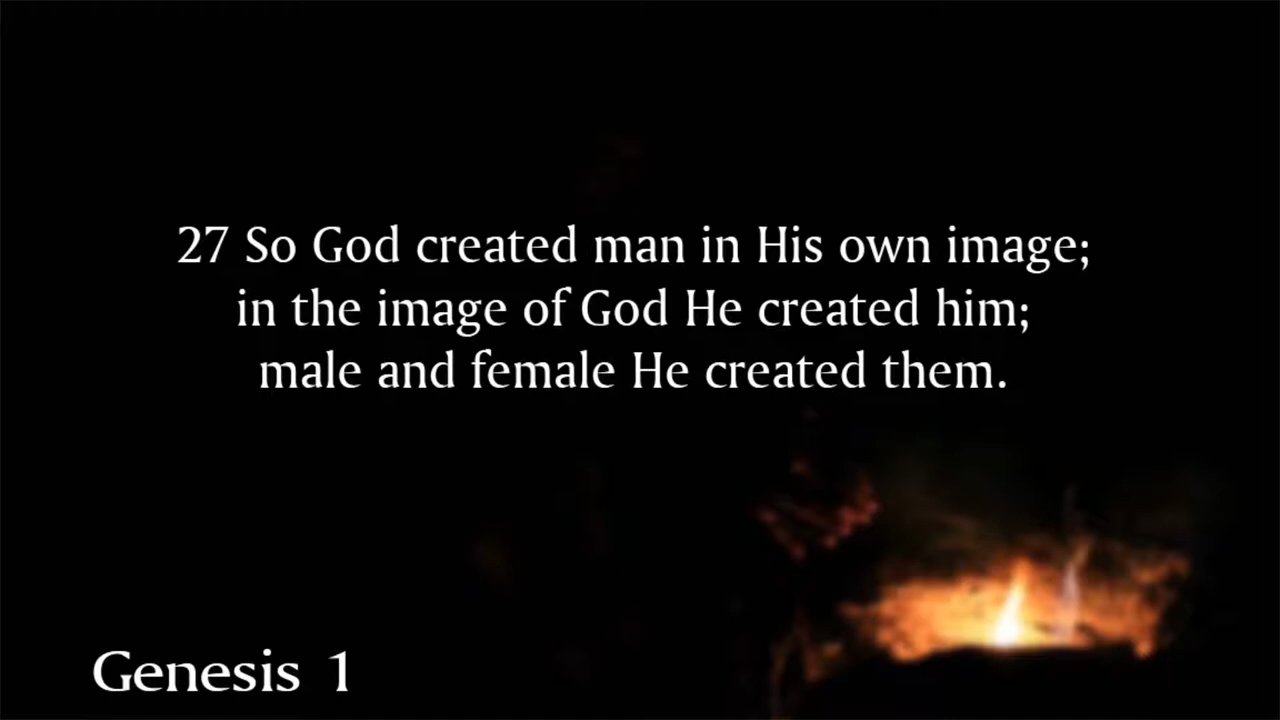 27 So God created man in His own image;
in the image of God He created him;
male and female He created them.
Genesis 1